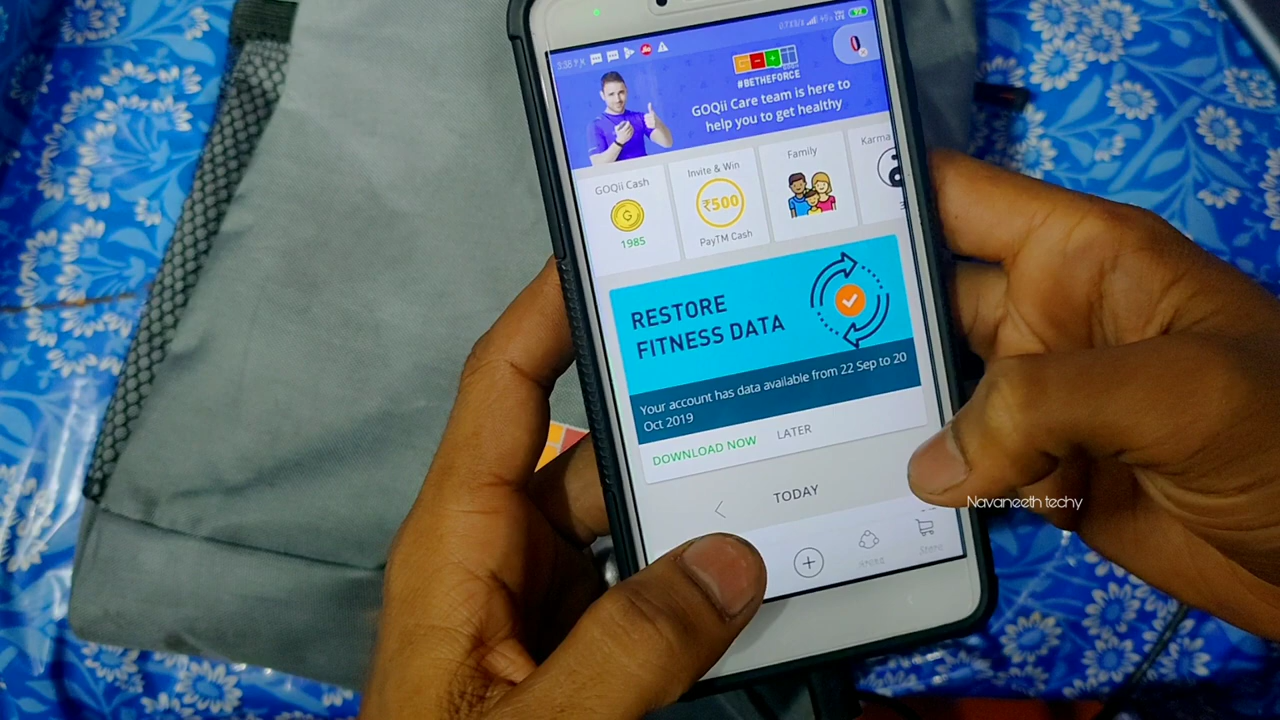 #BETHEFORCE
GOQii Care team is here to
help you to get healthy
GOQii Cash
1985
Invite & Win
₹500
PayTM Cash
Family
Karma
RESTORE
FITNESS DATA
Your account has data available from 22 Sep to 20
Oct 2019
DOWNLOAD NOW
LATER
TODAY
Store
Navaneeth techy